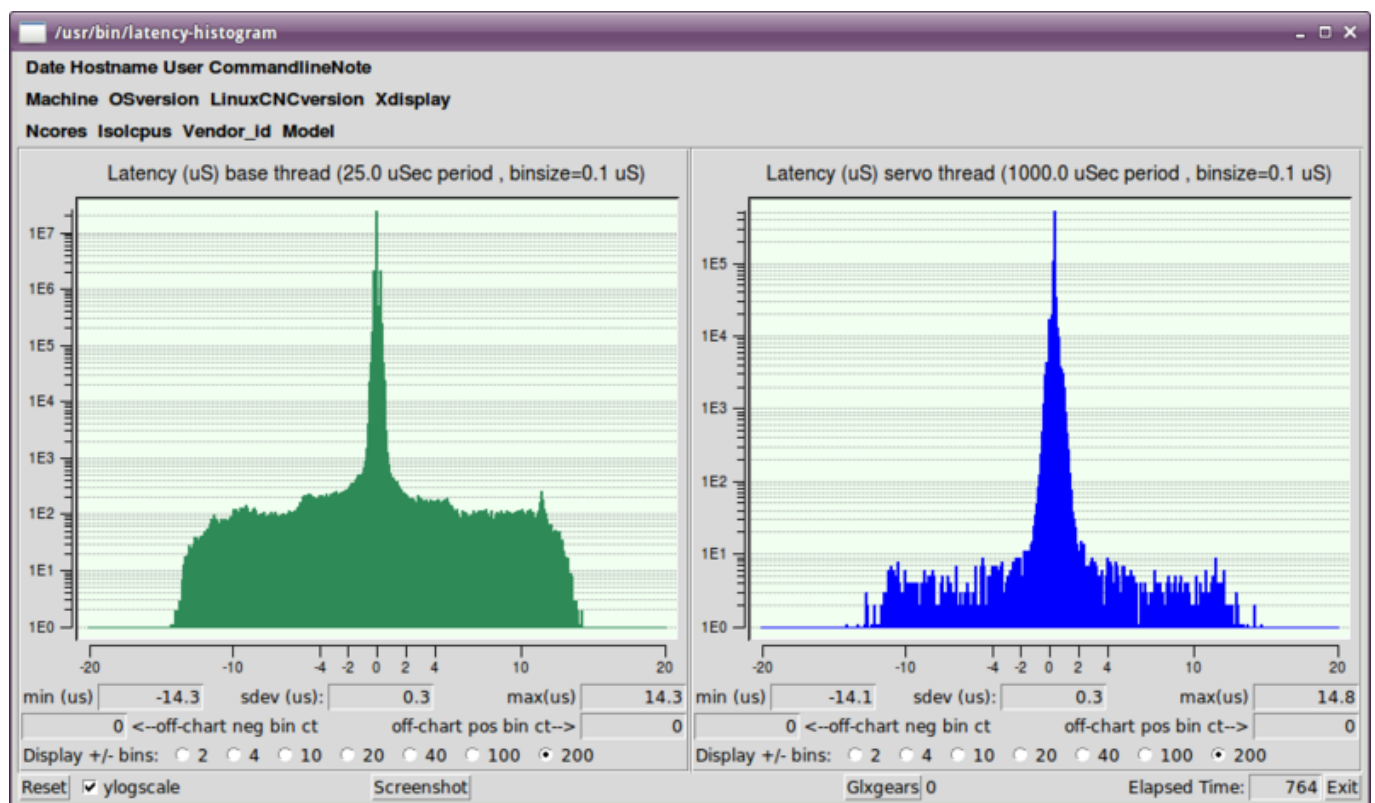 /usr/bin/latency-histogram
Date Hostname User CommandlineNote
Machine OSversion LinuxCNCversion Xdisplay
Ncores Isolcpus Vendor_id Model
Latency (uS) base thread (25.0 uSec period , binsize=0.1 uS)
1E7
1E6
1E5
1E4
1E3
1E2
1E1
1E0
-20 -10 -4 -2 0 2 4 10 20
min (us) -14.3 sdev (us): 0.3 max(us) 14.3
0 <--off-chart neg bin ct off-chart pos bin ct--> 0
Display +/- bins: 2 4 10 20 40 100 200
Latency (uS) servo thread (1000.0 uSec period , binsize=0.1 uS)
1E5
1E4
1E3
1E2
1E1
1E0
-20 -10 -4 -2 0 2 4 10 20
min (us) -14.1 sdev (us): 0.3 max(us) 14.8
0 <--off-chart neg bin ct off-chart pos bin ct--> 0
Display +/- bins: 2 4 10 20 40 100 200
Reset ylogscale Screenshot Glxgears 0 Elapsed Time: 764 Exit